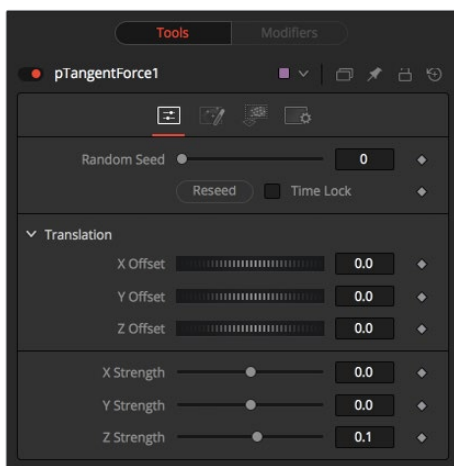 Tools Modifiers
pTangentForce1
Random Seed 0
Reseed Time Lock
Translation
X Offset 0.0
Y Offset 0.0
Z Offset 0.0
X Strength 0.0
Y Strength 0.0
Z Strength 0.1